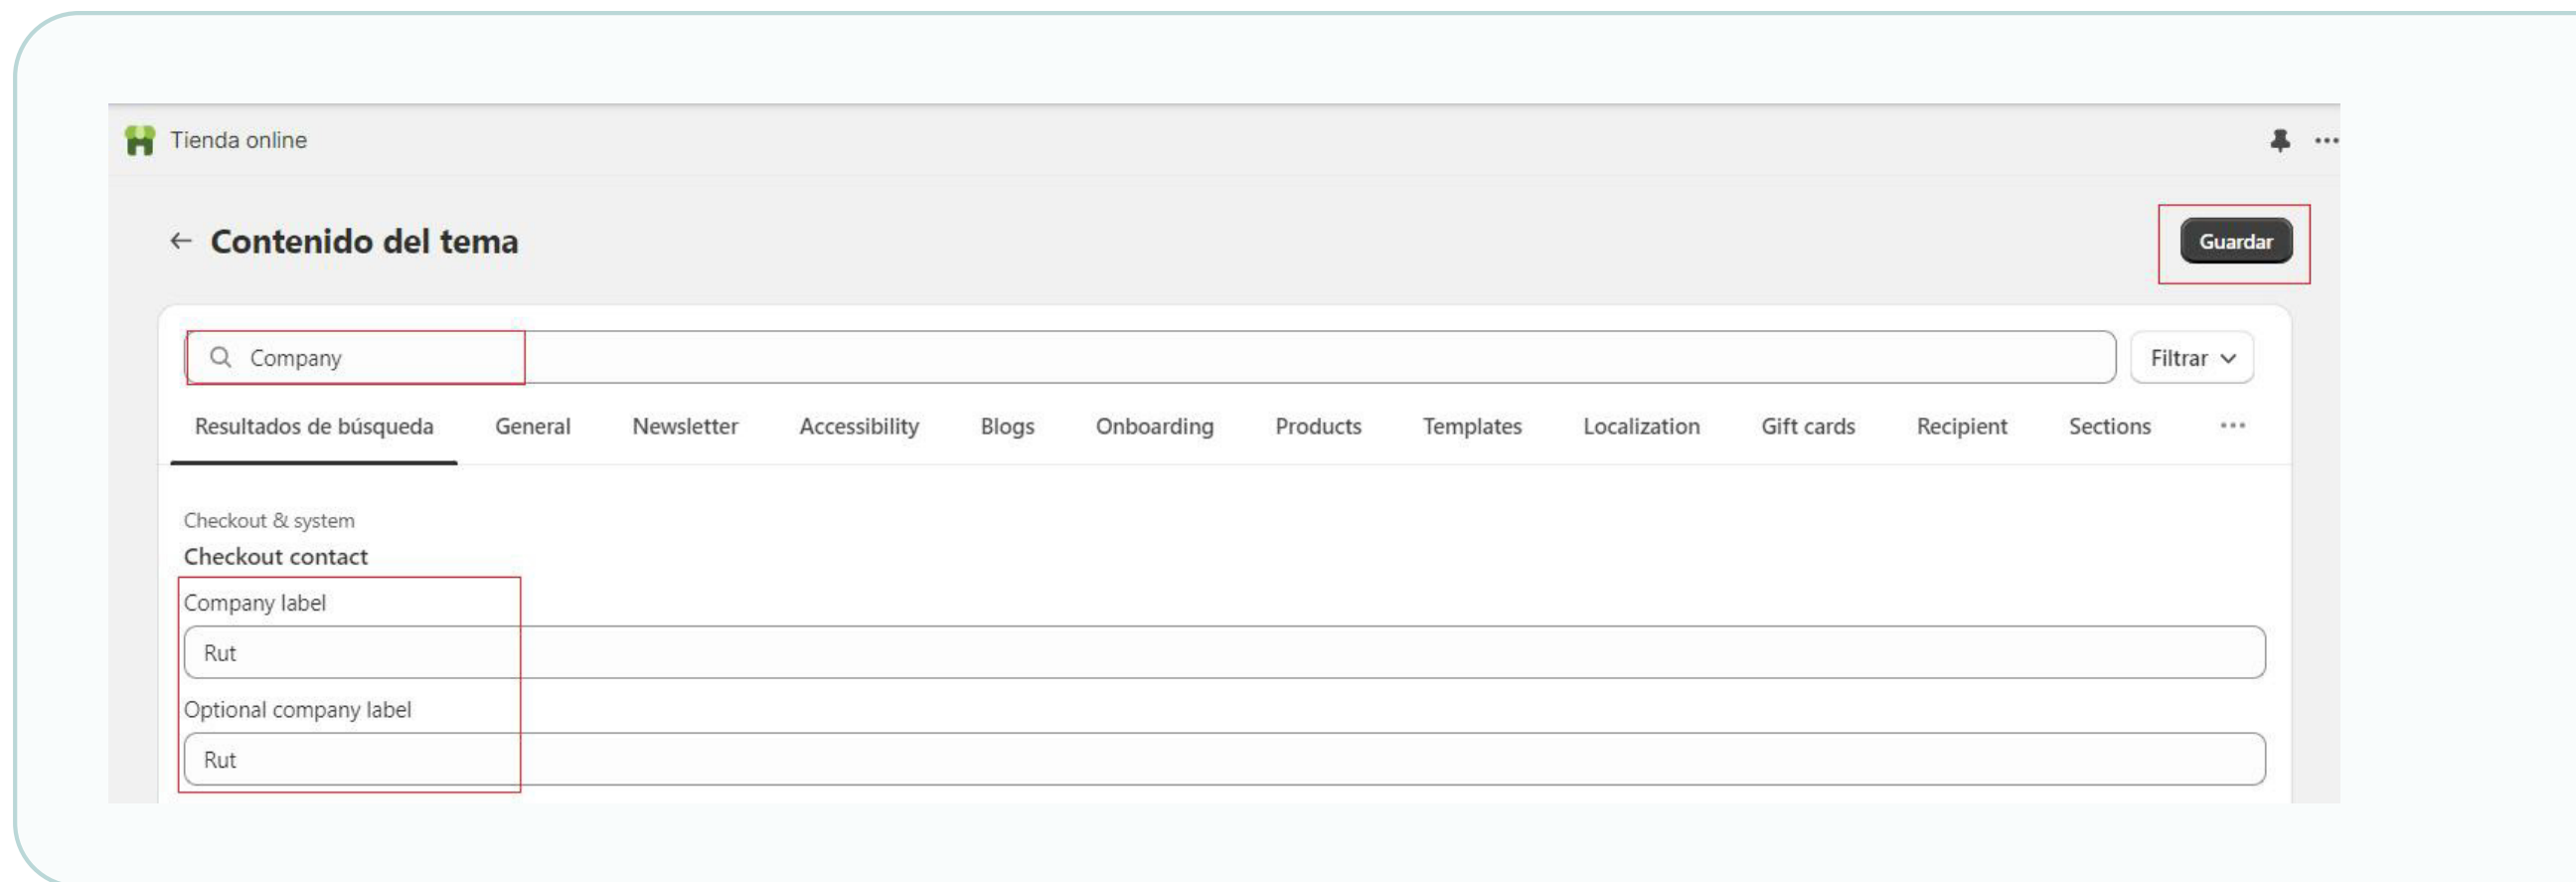 Tienda online
Contenido del tema
Guardar
Company
Filtrar
Resultados de búsqueda General Newsletter Accessibility Blogs Onboarding Products Templates Localization Gift cards Recipient Sections
Checkout & system
Checkout contact
Company label
Rut
Optional company label
Rut